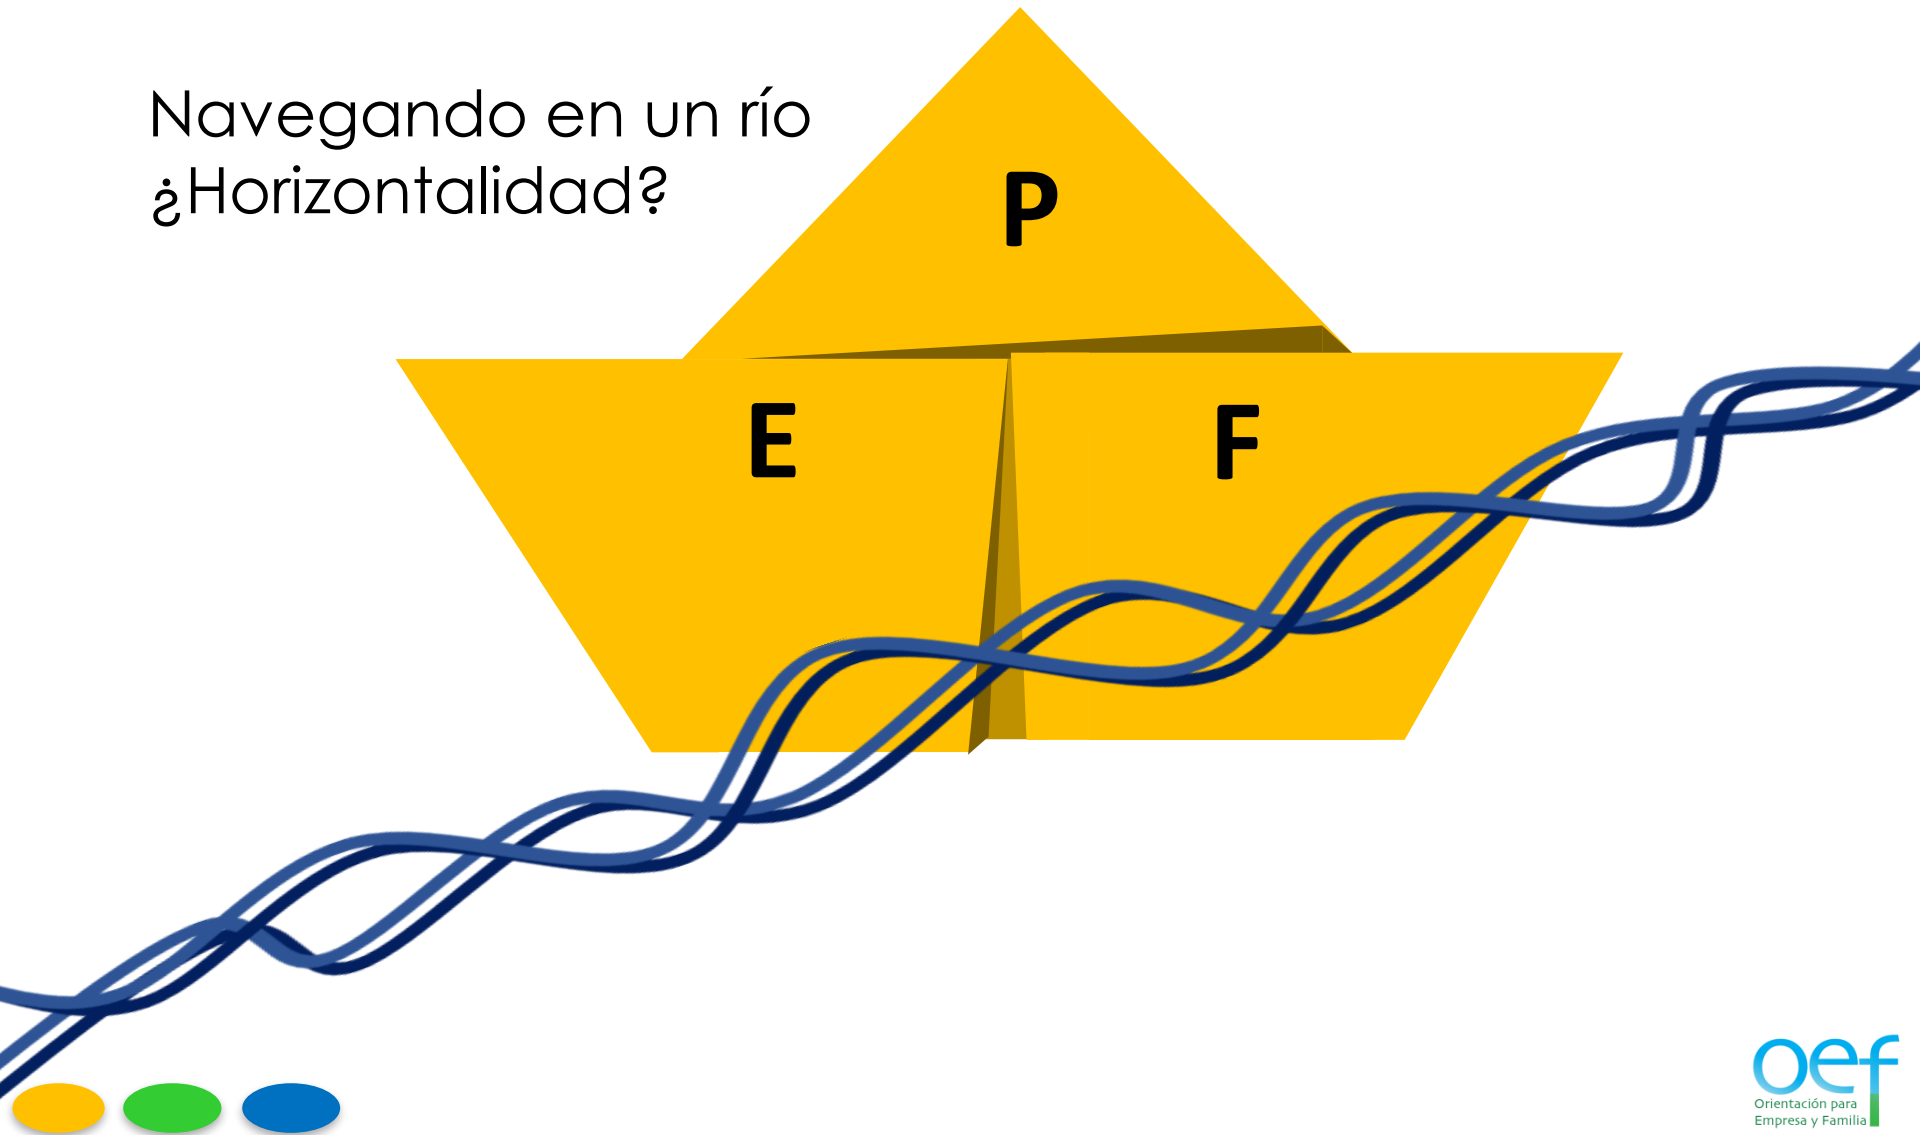 Navegando en un río
¿Horizontalidad?
P
E
F
oef
Orientación para
Empresa y Familia